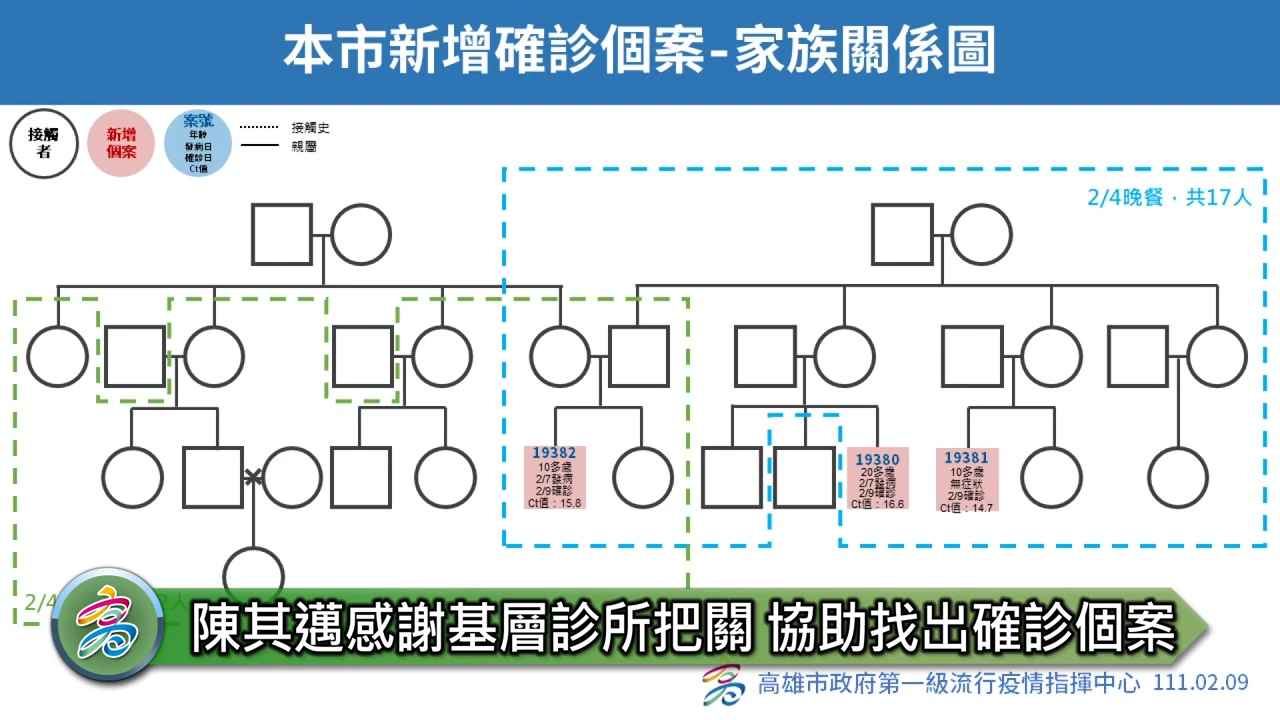 本市新增確診個案-家族關係圖
接觸
者
新增
個案
案號
年齡
發病日
確診日
Ct值
接觸史
親屬
2/4晚餐，共17人
19382
10多歲
2/7發病
2/9確診
Ct值：15.8
19380
20多歲
2/7發病
2/9確診
Ct值：16.6
19381
10多歲
無症狀
2/9確診
Ct值：14.7
2/4
陳其邁感謝基層診所把關 協助找出確診個案
高雄市政府第一級流行疫情指揮中心 111.02.09